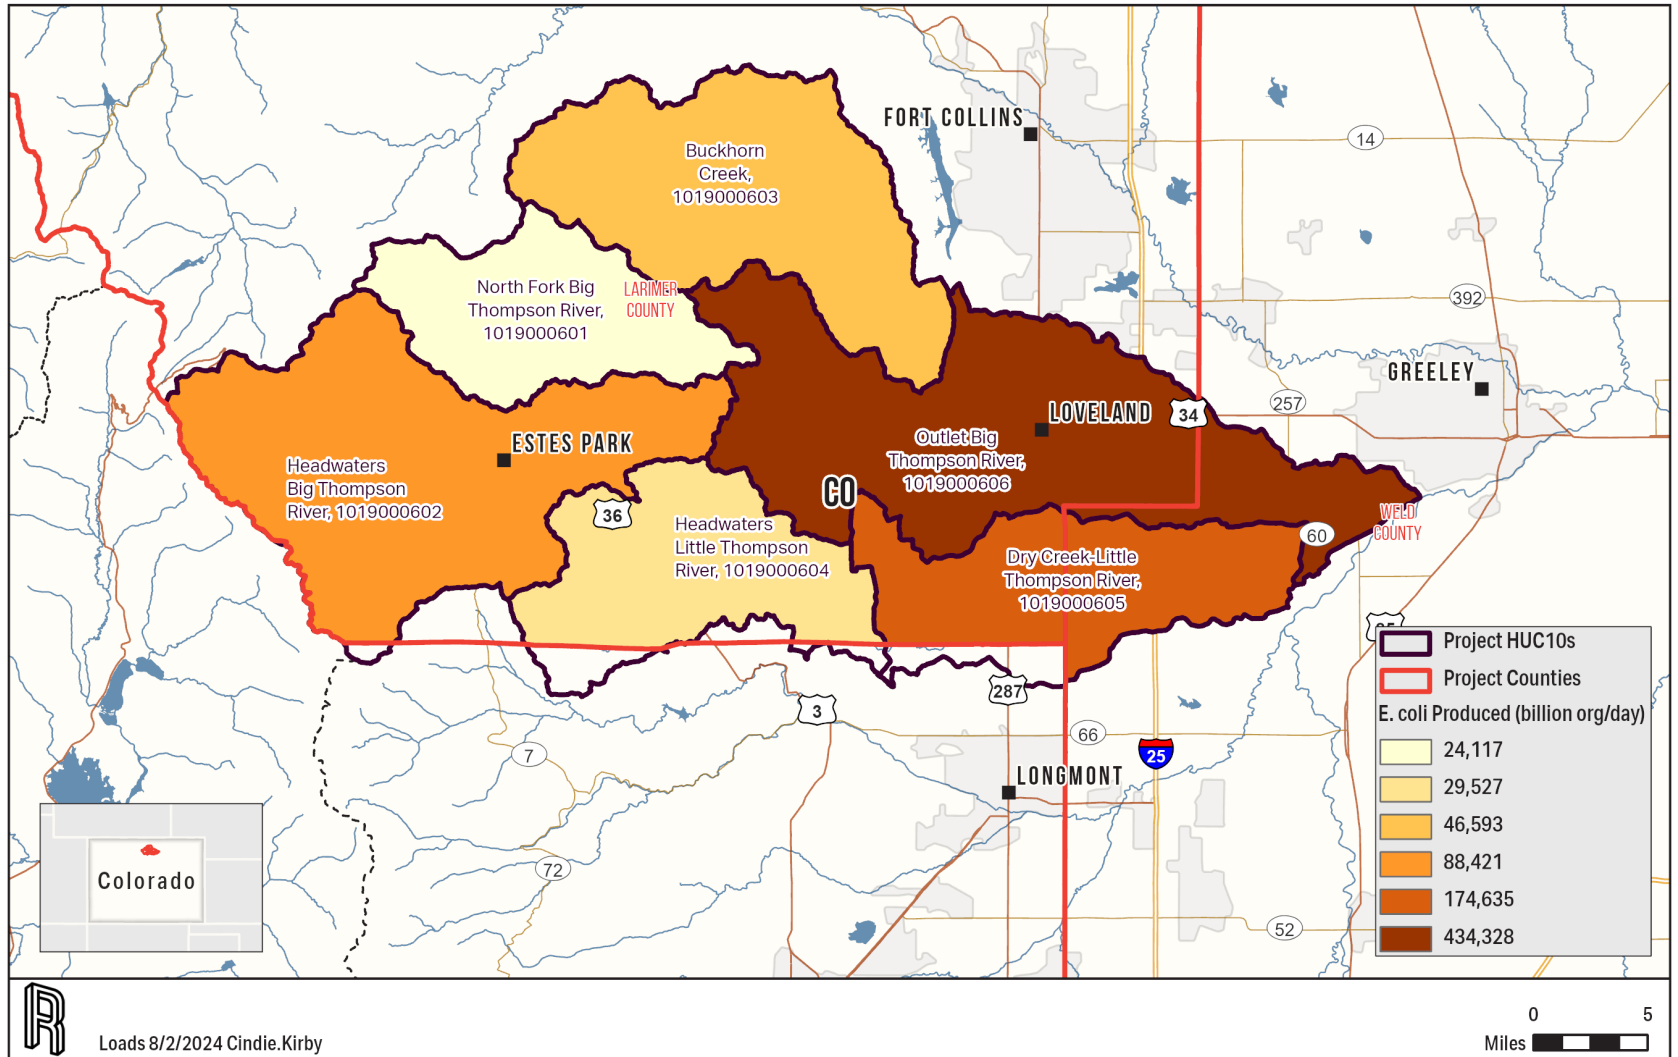 FORT COLLINS
14
Buckhorn
Creek,
1019000603
North Fork Big
Thompson River,
1019000601
LARIMER
COUNTY
392
GREELEY
257
34
LOVELAND
ESTES PARK
Outlet Big
Thompson River,
1019000606
Headwaters
Big Thompson
River, 1019000602
CO
36
Headwaters
Little Thompson
River, 1019000604
WELD
COUNTY
60
Dry Creek-Little
Thompson River,
1019000605
287
3
66
7
25
LONGMONT
72
52
Project HUC10s
Project Counties
E. coli Produced (billion org/day)
24,117
29,527
46,593
88,421
174,635
434,328
Colorado
Loads 8/2/2024 Cindie.Kirby
0 5
Miles